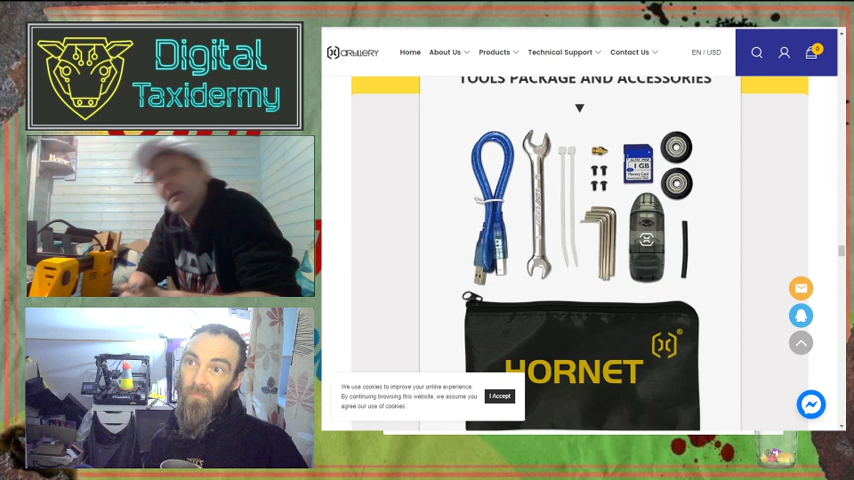 Digital
Taxidermy
ARTILLERY
Home
About Us
Products
Technical Support
Contact Us
EN / USD
0
TOOLS PACKAGE AND ACCESSORIES
1 GB
HORNET
We use cookies to improve your online experience.
By continuing browsing this website, we assume you
agree our use of cookies.
I Accept